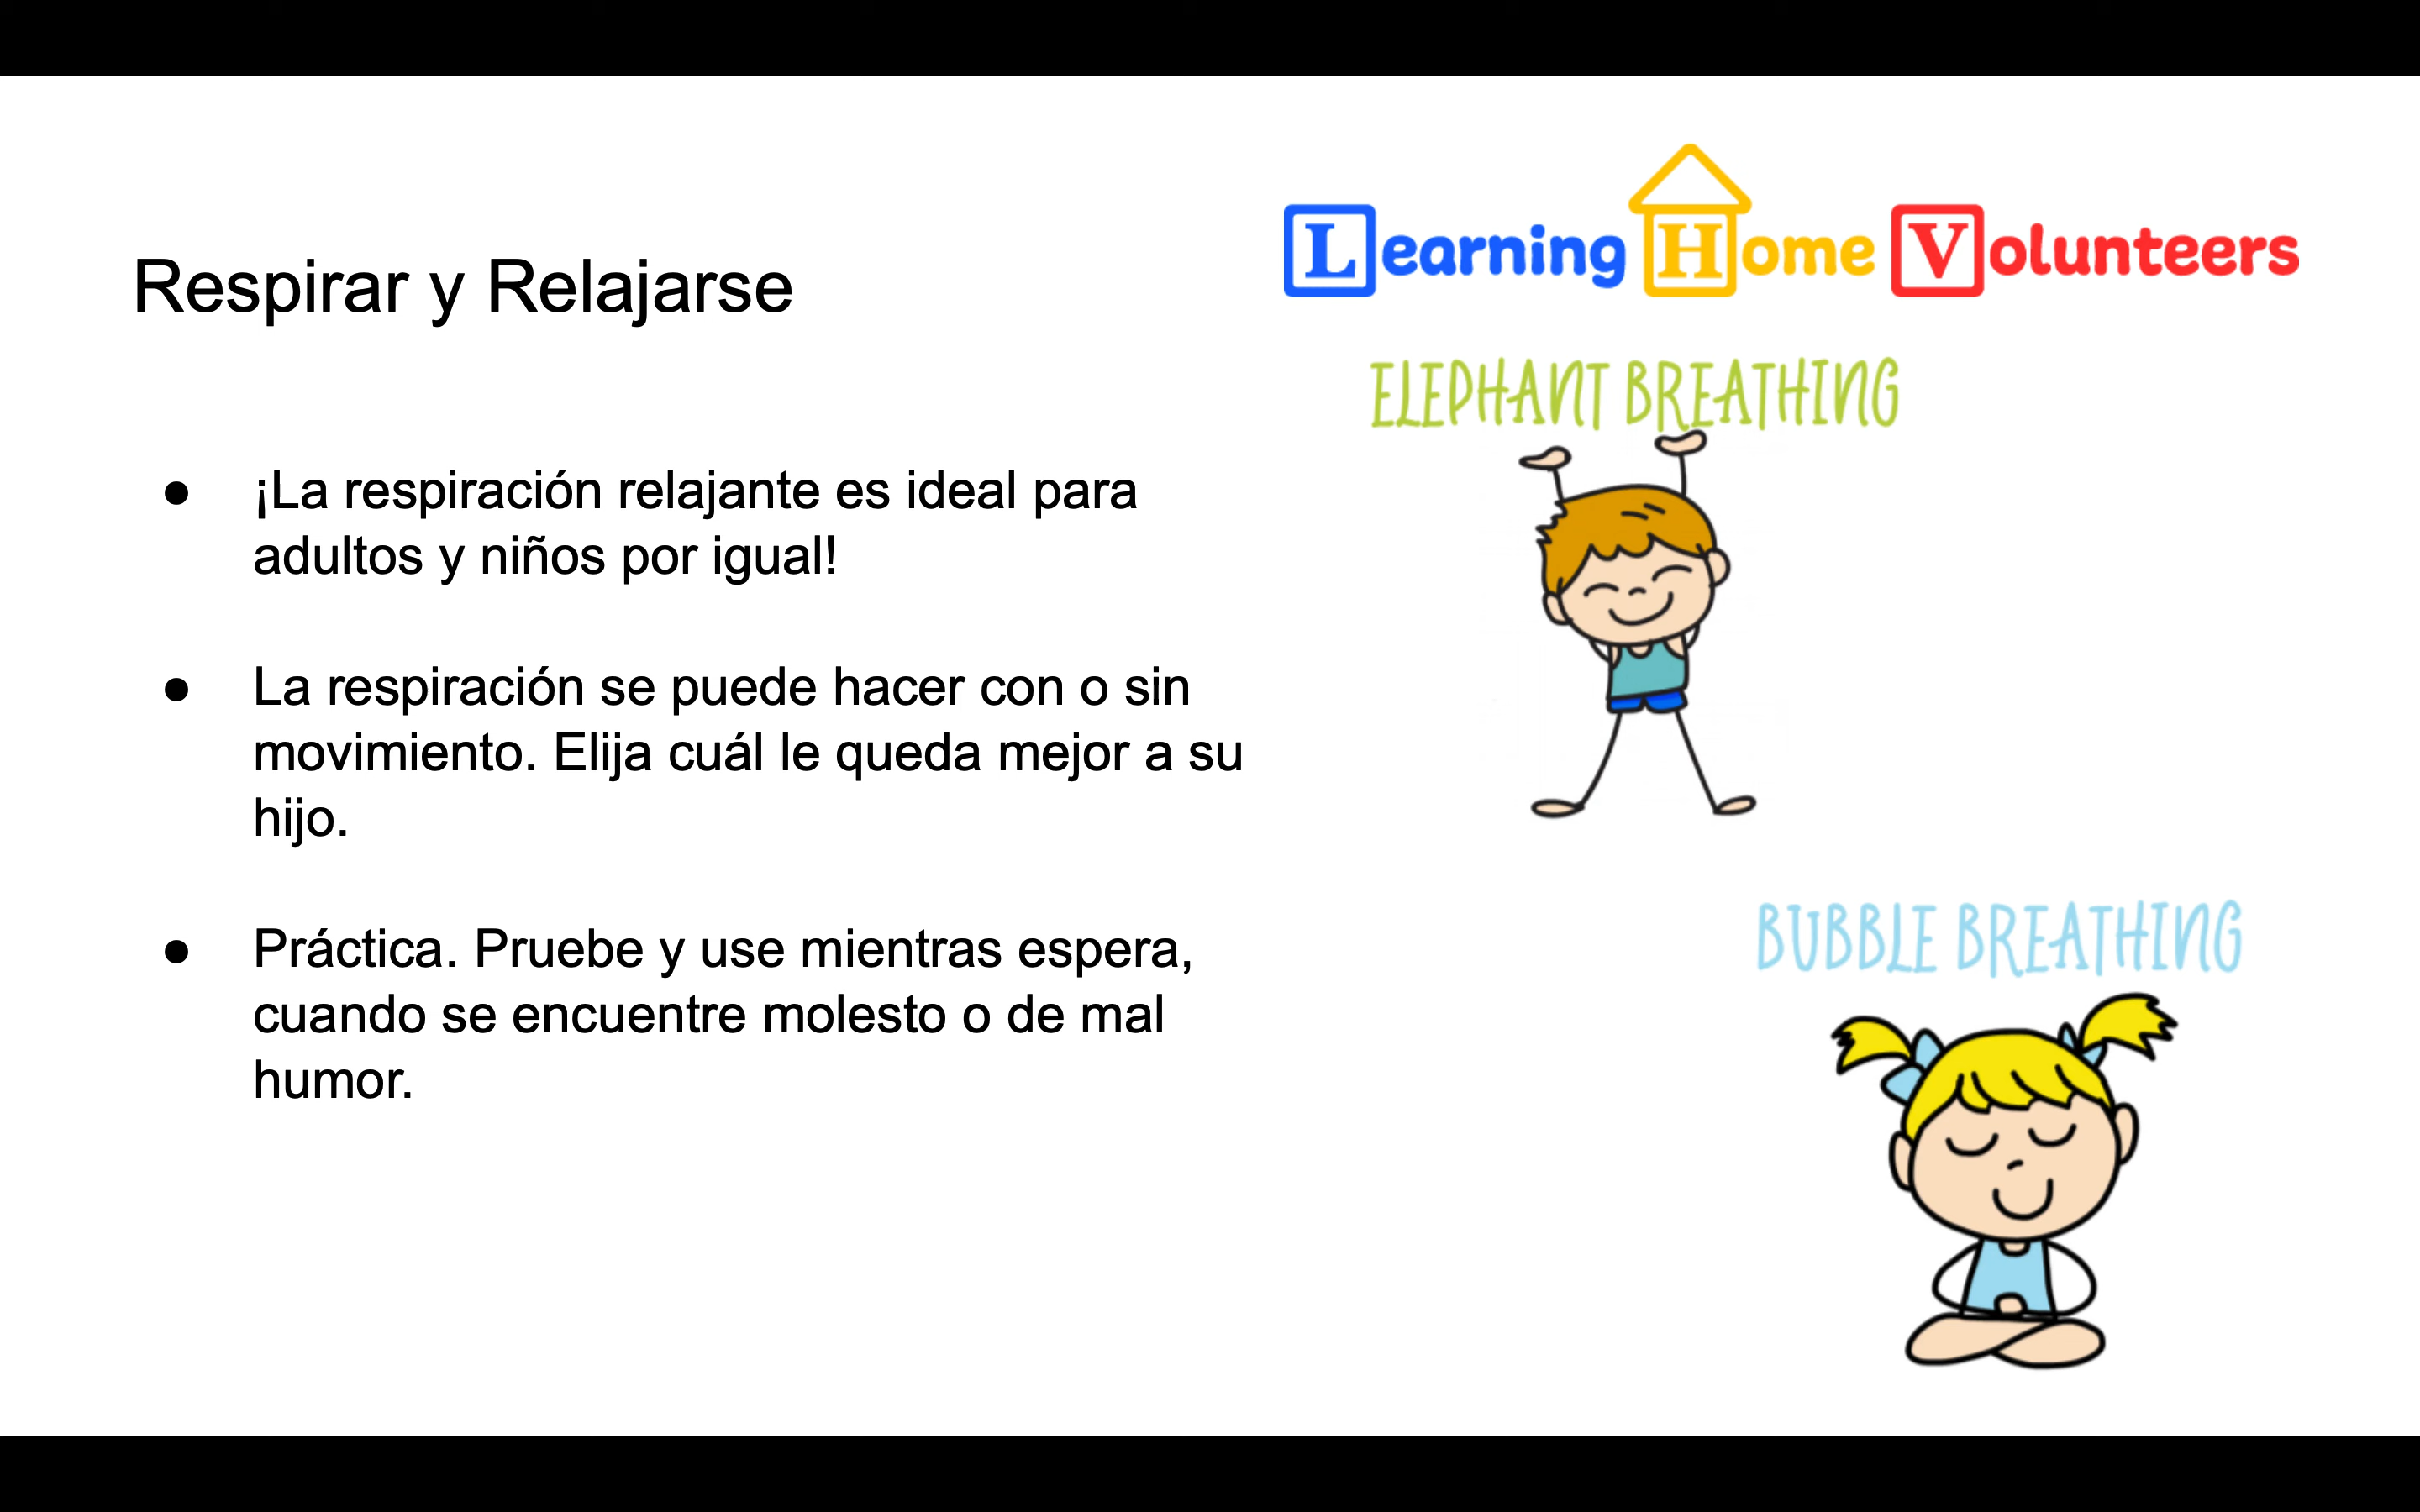 Learning Home Volunteers
Respirar y Relajarse
ELEPHANT BREATHING
● ¡La respiración relajante es ideal para
adultos y niños por igual!
● La respiración se puede hacer con o sin
movimiento. Elija cuál le queda mejor a su
hijo.
● Práctica. Pruebe y use mientras espera,
cuando se encuentre molesto o de mal
humor.
BUBBLE BREATHING